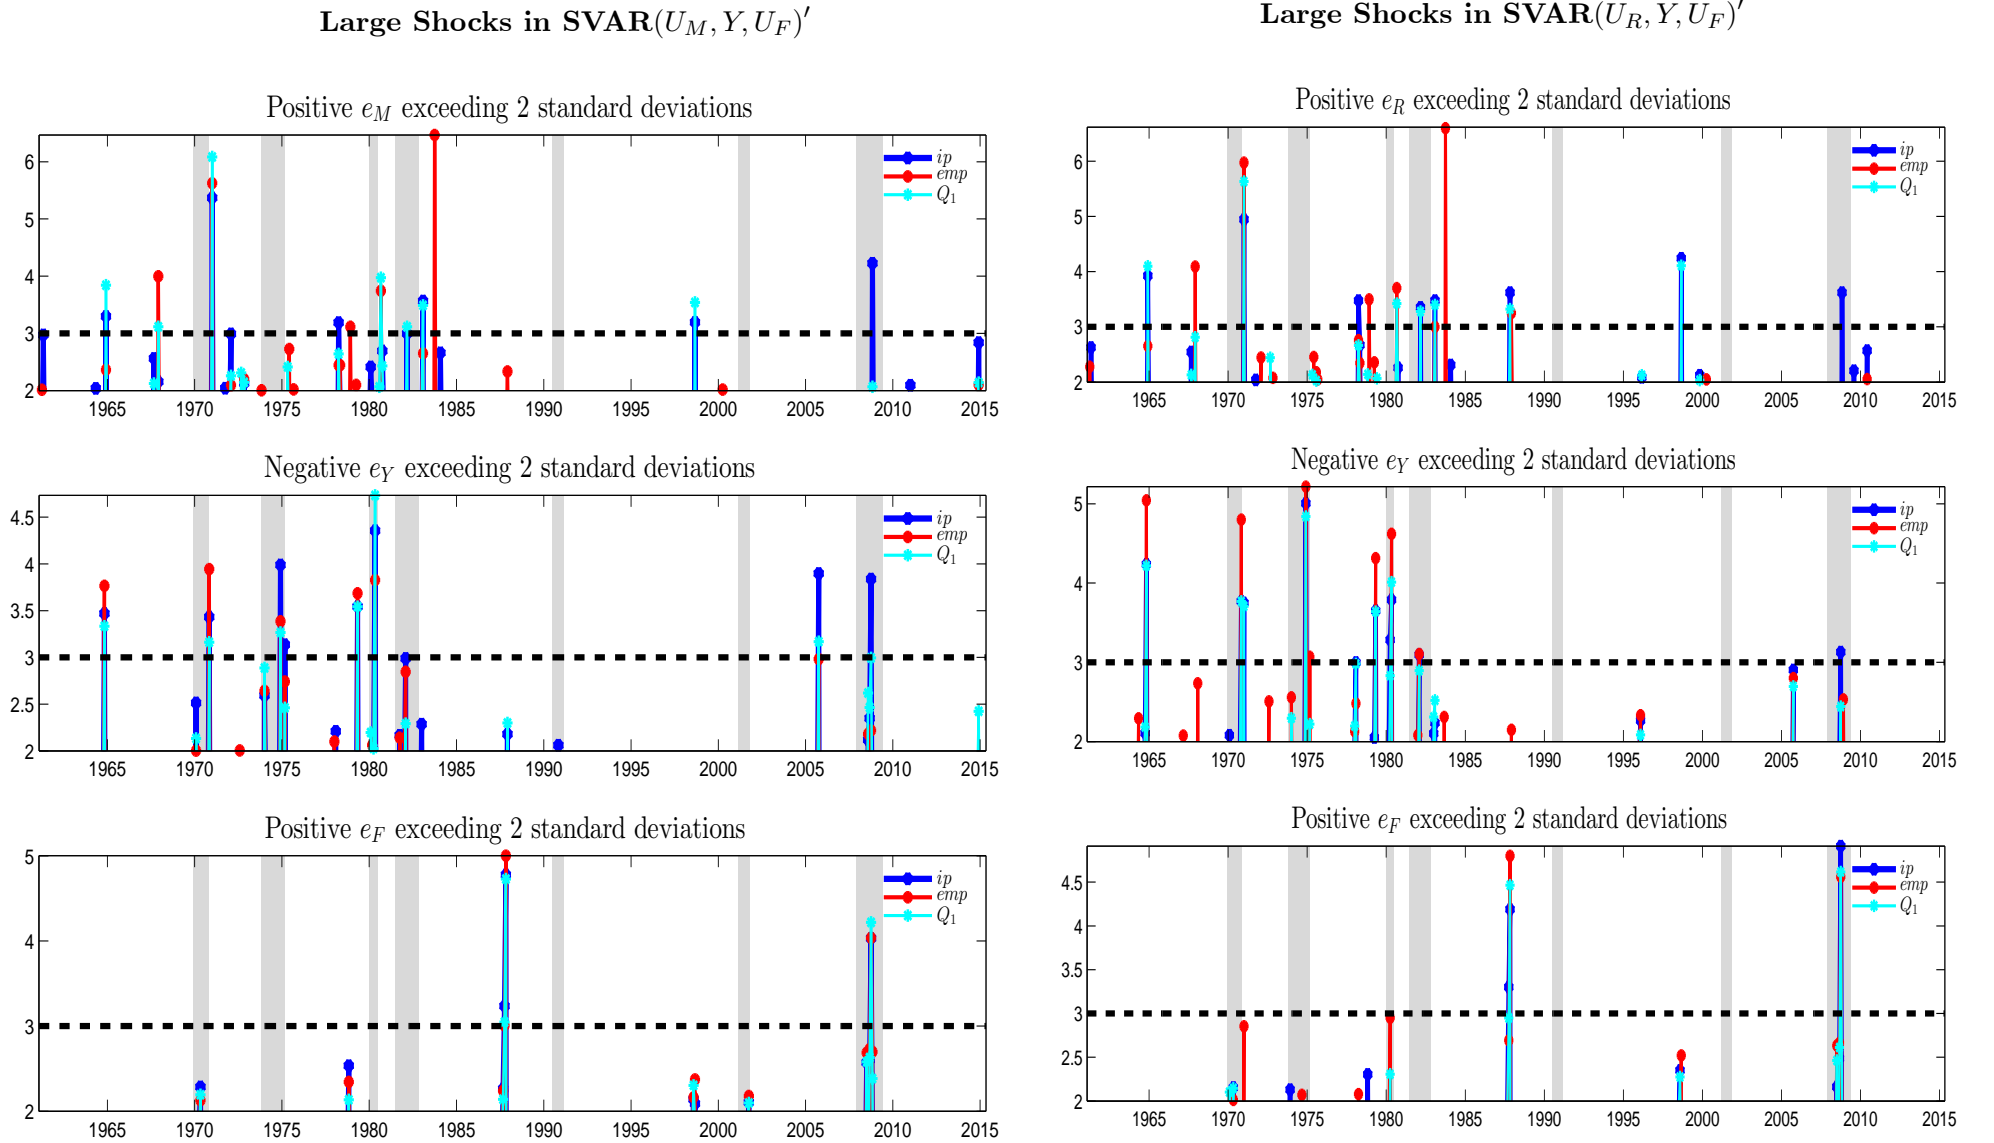 Large Shocks in SVAR(U_M, Y, U_F)′
Positive e_M exceeding 2 standard deviations
6
5
4
3
2
ip
emp
Q_1
1965 1970 1975 1980 1985 1990 1995 2000 2005 2010 2015
Negative e_Y exceeding 2 standard deviations
4.5
4
3.5
3
2.5
2
ip
emp
Q_1
1965 1970 1975 1980 1985 1990 1995 2000 2005 2010 2015
Positive e_F exceeding 2 standard deviations
5
4
3
2
ip
emp
Q_1
1965 1970 1975 1980 1985 1990 1995 2000 2005 2010 2015
Large Shocks in SVAR(U_R, Y, U_F)′
Positive e_R exceeding 2 standard deviations
6
5
4
3
2
ip
emp
Q_1
1965 1970 1975 1980 1985 1990 1995 2000 2005 2010 2015
Negative e_Y exceeding 2 standard deviations
5
4
3
2
ip
emp
Q_1
1965 1970 1975 1980 1985 1990 1995 2000 2005 2010 2015
Positive e_F exceeding 2 standard deviations
4.5
4
3.5
3
2.5
2
ip
emp
Q_1
1965 1970 1975 1980 1985 1990 1995 2000 2005 2010 2015